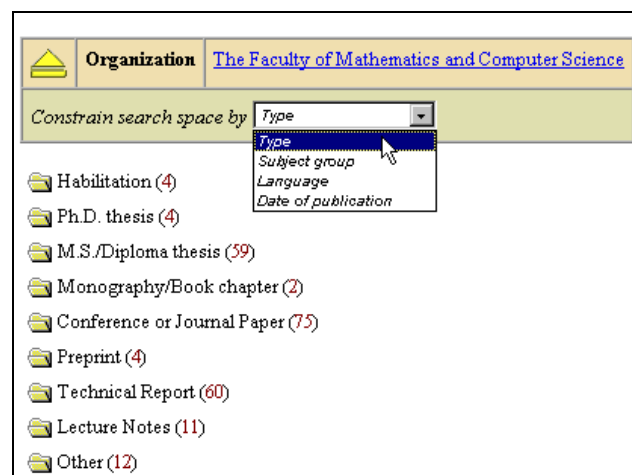 Organization The Faculty of Mathematics and Computer Science
Constrain search space by Type
Type
Subject group
Language
Date of publication
Habilitation (4)
Ph.D. thesis (4)
M.S./Diploma thesis (59)
Monography/Book chapter (2)
Conference or Journal Paper (75)
Preprint (4)
Technical Report (60)
Lecture Notes (11)
Other (12)